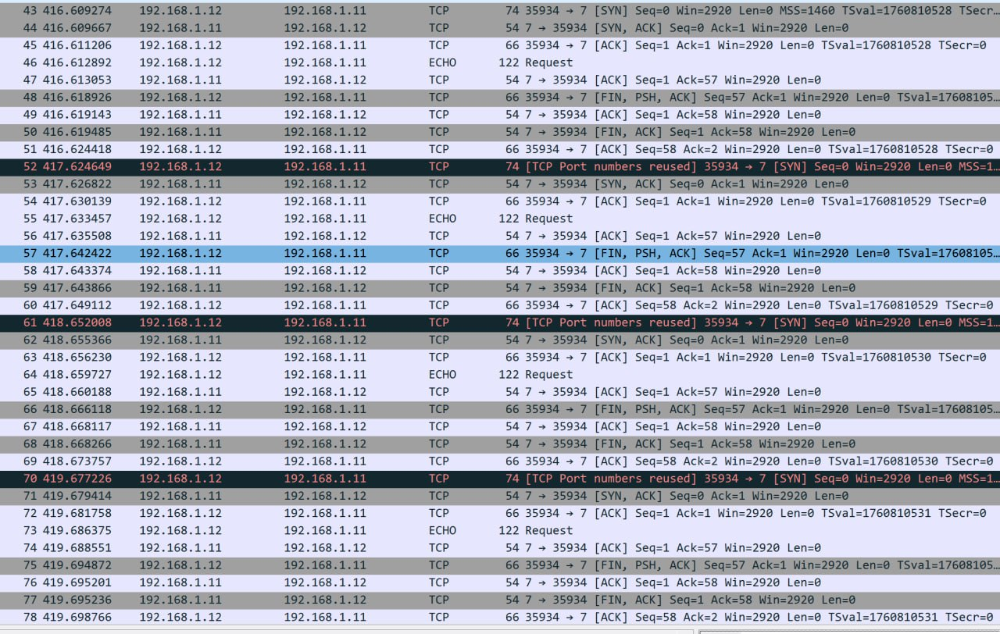 43 416.609274 192.168.1.12 192.168.1.11 TCP 74 35934 → 7 [SYN] Seq=0 Win=2920 Len=0 MSS=1460 TSval=1760810528 TSecr…
44 416.609667 192.168.1.11 192.168.1.12 TCP 54 7 → 35934 [SYN, ACK] Seq=0 Ack=1 Win=2920 Len=0
45 416.611206 192.168.1.12 192.168.1.11 TCP 66 35934 → 7 [ACK] Seq=1 Ack=1 Win=2920 Len=0 TSval=1760810528 TSecr=0
46 416.612892 192.168.1.12 192.168.1.11 ECHO 122 Request
47 416.613053 192.168.1.11 192.168.1.12 TCP 54 7 → 35934 [ACK] Seq=1 Ack=57 Win=2920 Len=0
48 416.618926 192.168.1.12 192.168.1.11 TCP 66 35934 → 7 [FIN, PSH, ACK] Seq=57 Ack=1 Win=2920 Len=0 TSval=17608105…
49 416.619143 192.168.1.11 192.168.1.12 TCP 54 7 → 35934 [ACK] Seq=1 Ack=58 Win=2920 Len=0
50 416.619485 192.168.1.11 192.168.1.12 TCP 54 7 → 35934 [FIN, ACK] Seq=1 Ack=58 Win=2920 Len=0
51 416.624418 192.168.1.12 192.168.1.11 TCP 66 35934 → 7 [ACK] Seq=58 Ack=2 Win=2920 Len=0 TSval=1760810528 TSecr=0
52 417.624649 192.168.1.12 192.168.1.11 TCP 74 [TCP Port numbers reused] 35934 → 7 [SYN] Seq=0 Win=2920 Len=0 MSS=1…
53 417.626822 192.168.1.11 192.168.1.12 TCP 54 7 → 35934 [SYN, ACK] Seq=0 Ack=1 Win=2920 Len=0
54 417.630139 192.168.1.12 192.168.1.11 TCP 66 35934 → 7 [ACK] Seq=1 Ack=1 Win=2920 Len=0 TSval=1760810529 TSecr=0
55 417.633457 192.168.1.12 192.168.1.11 ECHO 122 Request
56 417.635508 192.168.1.11 192.168.1.12 TCP 54 7 → 35934 [ACK] Seq=1 Ack=57 Win=2920 Len=0
57 417.642422 192.168.1.12 192.168.1.11 TCP 66 35934 → 7 [FIN, PSH, ACK] Seq=57 Ack=1 Win=2920 Len=0 TSval=17608105…
58 417.643374 192.168.1.11 192.168.1.12 TCP 54 7 → 35934 [ACK] Seq=1 Ack=58 Win=2920 Len=0
59 417.643866 192.168.1.11 192.168.1.12 TCP 54 7 → 35934 [FIN, ACK] Seq=1 Ack=58 Win=2920 Len=0
60 417.649112 192.168.1.12 192.168.1.11 TCP 66 35934 → 7 [ACK] Seq=58 Ack=2 Win=2920 Len=0 TSval=1760810529 TSecr=0
61 418.652008 192.168.1.12 192.168.1.11 TCP 74 [TCP Port numbers reused] 35934 → 7 [SYN] Seq=0 Win=2920 Len=0 MSS=1…
62 418.655366 192.168.1.11 192.168.1.12 TCP 54 7 → 35934 [SYN, ACK] Seq=0 Ack=1 Win=2920 Len=0
63 418.656230 192.168.1.12 192.168.1.11 TCP 66 35934 → 7 [ACK] Seq=1 Ack=1 Win=2920 Len=0 TSval=1760810530 TSecr=0
64 418.659727 192.168.1.12 192.168.1.11 ECHO 122 Request
65 418.660188 192.168.1.11 192.168.1.12 TCP 54 7 → 35934 [ACK] Seq=1 Ack=57 Win=2920 Len=0
66 418.666118 192.168.1.12 192.168.1.11 TCP 66 35934 → 7 [FIN, PSH, ACK] Seq=57 Ack=1 Win=2920 Len=0 TSval=17608105…
67 418.668117 192.168.1.11 192.168.1.12 TCP 54 7 → 35934 [ACK] Seq=1 Ack=58 Win=2920 Len=0
68 418.668266 192.168.1.11 192.168.1.12 TCP 54 7 → 35934 [FIN, ACK] Seq=1 Ack=58 Win=2920 Len=0
69 418.673757 192.168.1.12 192.168.1.11 TCP 66 35934 → 7 [ACK] Seq=58 Ack=2 Win=2920 Len=0 TSval=1760810530 TSecr=0
70 419.677226 192.168.1.12 192.168.1.11 TCP 74 [TCP Port numbers reused] 35934 → 7 [SYN] Seq=0 Win=2920 Len=0 MSS=1…
71 419.679414 192.168.1.11 192.168.1.12 TCP 54 7 → 35934 [SYN, ACK] Seq=0 Ack=1 Win=2920 Len=0
72 419.681758 192.168.1.12 192.168.1.11 TCP 66 35934 → 7 [ACK] Seq=1 Ack=1 Win=2920 Len=0 TSval=1760810531 TSecr=0
73 419.686375 192.168.1.12 192.168.1.11 ECHO 122 Request
74 419.688551 192.168.1.11 192.168.1.12 TCP 54 7 → 35934 [ACK] Seq=1 Ack=57 Win=2920 Len=0
75 419.694872 192.168.1.12 192.168.1.11 TCP 66 35934 → 7 [FIN, PSH, ACK] Seq=57 Ack=1 Win=2920 Len=0 TSval=17608105…
76 419.695201 192.168.1.11 192.168.1.12 TCP 54 7 → 35934 [ACK] Seq=1 Ack=58 Win=2920 Len=0
77 419.695236 192.168.1.11 192.168.1.12 TCP 54 7 → 35934 [FIN, ACK] Seq=1 Ack=58 Win=2920 Len=0
78 419.698766 192.168.1.12 192.168.1.11 TCP 66 35934 → 7 [ACK] Seq=58 Ack=2 Win=2920 Len=0 TSval=1760810531 TSecr=0